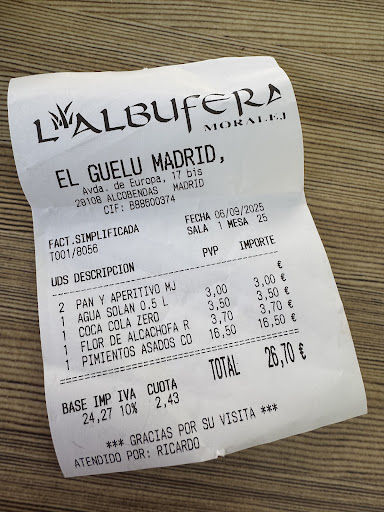 L'ALBUFERA
MORALEJ
EL GUELU MADRID,
Avda. de Europa, 17 bis
28108 ALCOBENDAS MADRID
CIF: B88500374
FACT.SIMPLIFICADA FECHA 06/09/2025
T001/8056 SALA 1 MESA 25
UDS DESCRIPCION PVP IMPORTE
2 PAN Y APERITIVO MJ €
1 AGUA SOLAN 0.5 L 3,00 3,00 €
1 COCA COLA ZERO 3,50 3,50 €
1 FLOR DE ALCACHOFA R 3,70 3,70 €
1 PIMIENTOS ASADOS CO 16,50 16,50 €
TOTAL 26,70 €
BASE IMP IVA CUOTA
24,27 10% 2,43
*** GRACIAS POR SU VISITA ***
ATENDIDO POR: RICARDO